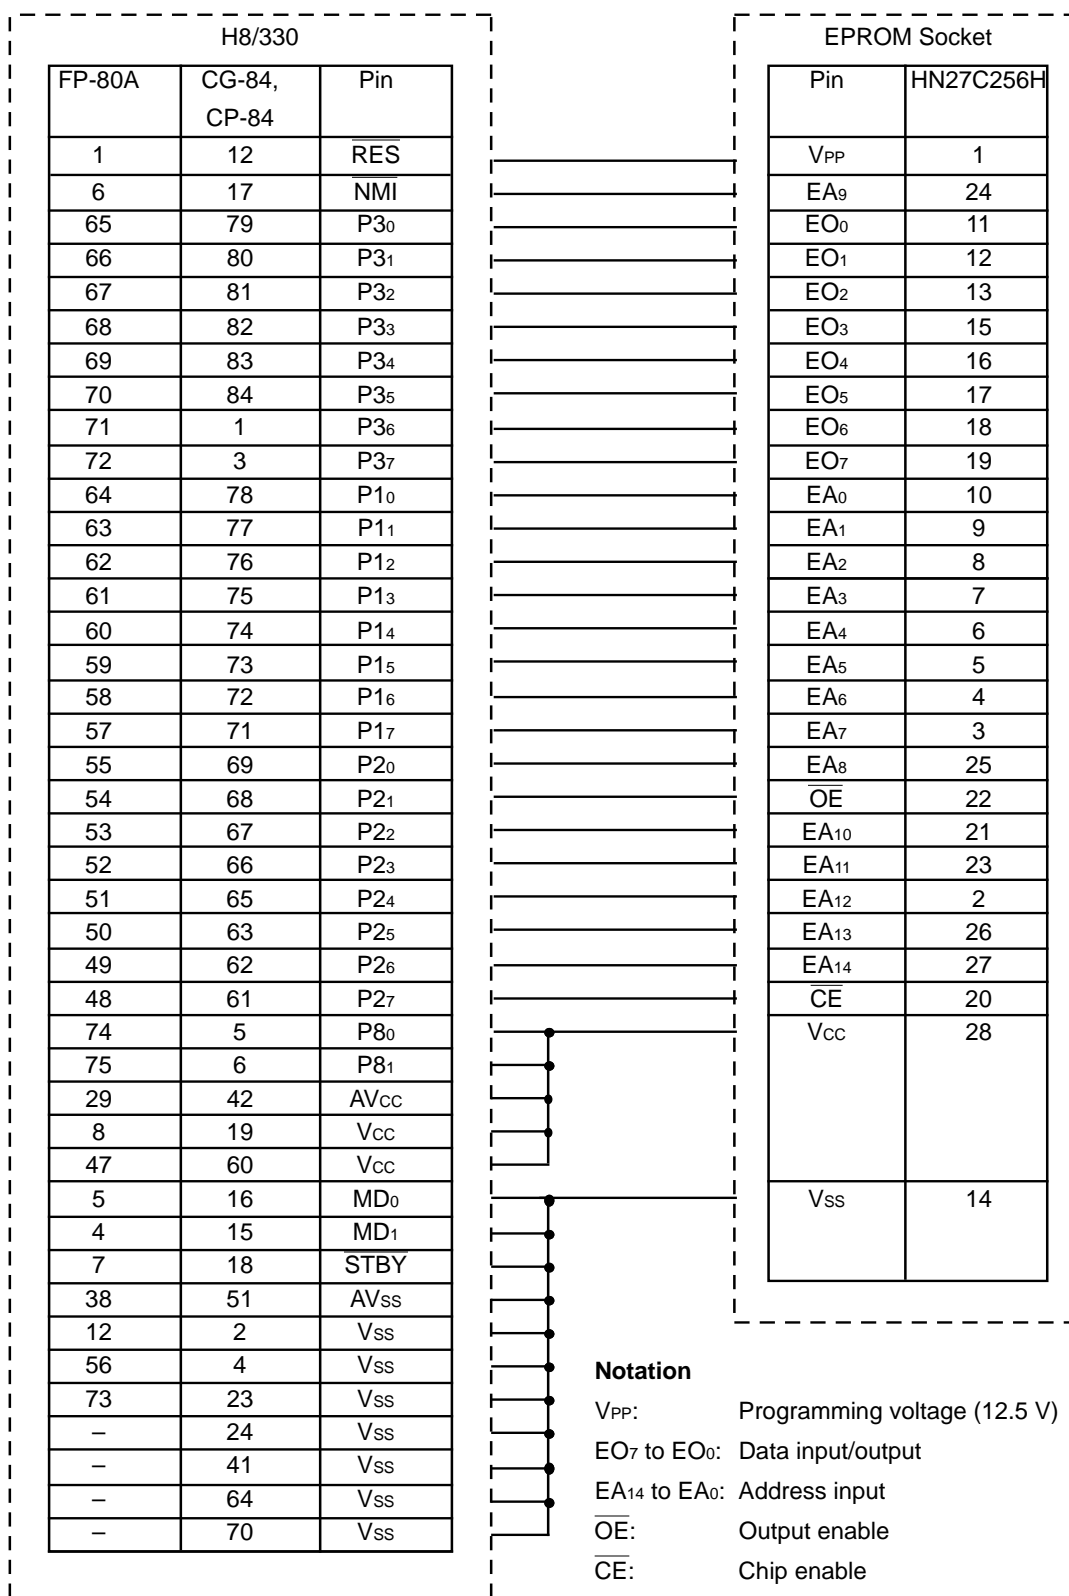 H8/330 EPROM Socket
FP-80A CG-84, CP-84 Pin Pin HN27C256H
1 12 R̅E̅S̅ VPP 1
6 17 N̅M̅I̅ EA9 24
65 79 P30 EO0 11
66 80 P31 EO1 12
67 81 P32 EO2 13
68 82 P33 EO3 15
69 83 P34 EO4 16
70 84 P35 EO5 17
71 1 P36 EO6 18
72 3 P37 EO7 19
64 78 P10 EA0 10
63 77 P11 EA1 9
62 76 P12 EA2 8
61 75 P13 EA3 7
60 74 P14 EA4 6
59 73 P15 EA5 5
58 72 P16 EA6 4
57 71 P17 EA7 3
55 69 P20 EA8 25
54 68 P21 O̅E̅ 22
53 67 P22 EA10 21
52 66 P23 EA11 23
51 65 P24 EA12 2
50 63 P25 EA13 26
49 62 P26 EA14 27
48 61 P27 C̅E̅ 20
74 5 P80 VCC 28
75 6 P81
29 42 AVCC
8 19 VCC
47 60 VCC
5 16 MD0 VSS 14
4 15 MD1
7 18 S̅T̅B̅Y̅
38 51 AVSS
12 2 VSS
56 4 VSS
73 23 VSS
– 24 VSS
– 41 VSS
– 64 VSS
– 70 VSS
Notation
VPP: Programming voltage (12.5 V)
EO7 to EO0: Data input/output
EA14 to EA0: Address input
O̅E̅: Output enable
C̅E̅: Chip enable